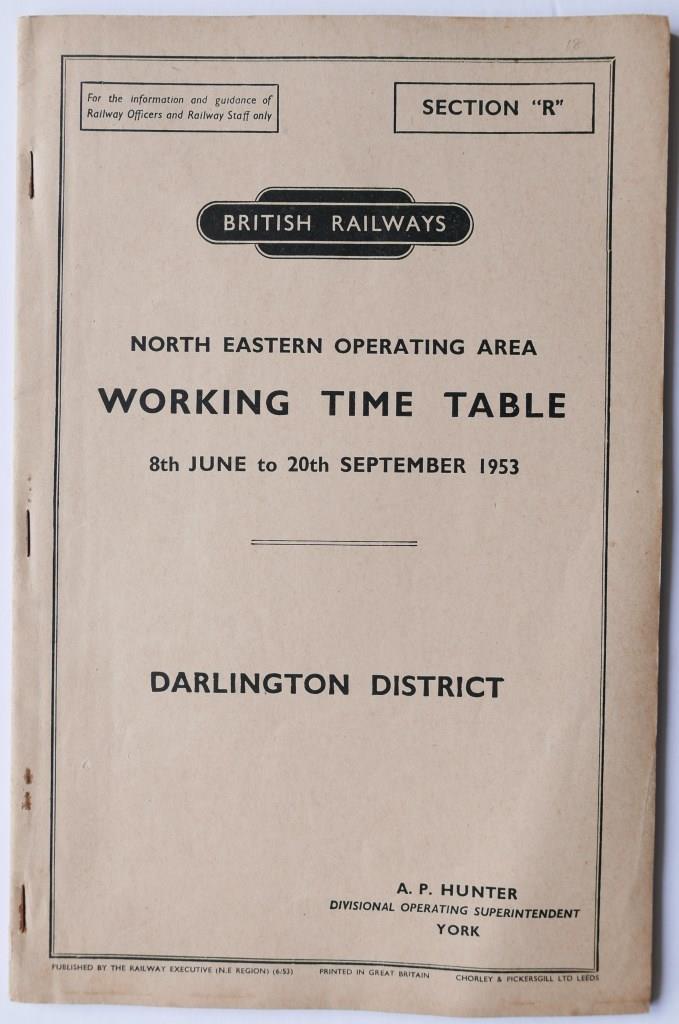 18
For the information and guidance of
Railway Officers and Railway Staff only
SECTION "R"
BRITISH RAILWAYS
NORTH EASTERN OPERATING AREA
WORKING TIME TABLE
8th JUNE to 20th SEPTEMBER 1953
DARLINGTON DISTRICT
A. P. HUNTER
DIVISIONAL OPERATING SUPERINTENDENT
YORK
PUBLISHED BY THE RAILWAY EXECUTIVE (N.E REGION) (6/53) PRINTED IN GREAT BRITAIN CHORLEY & PICKERSGILL LTD LEEDS